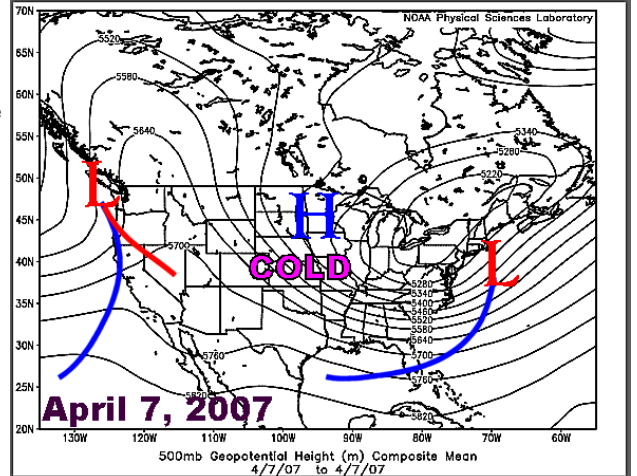 NOAA Physical Sciences Laboratory
70N
65N
60N
55N
50N
45N
40N
35N
30N
25N
20N
5520
5580
5640
5340
5280
5220
L
H
5700
COLD
L
5280
5340
5400
5460
5520
5580
5640
5700
5760
5760
5820
5820
April 7, 2007
130W
120W
110W
100W
90W
80W
70W
60W
500mb Geopotential Height (m) Composite Mean
4/7/07 to 4/7/07